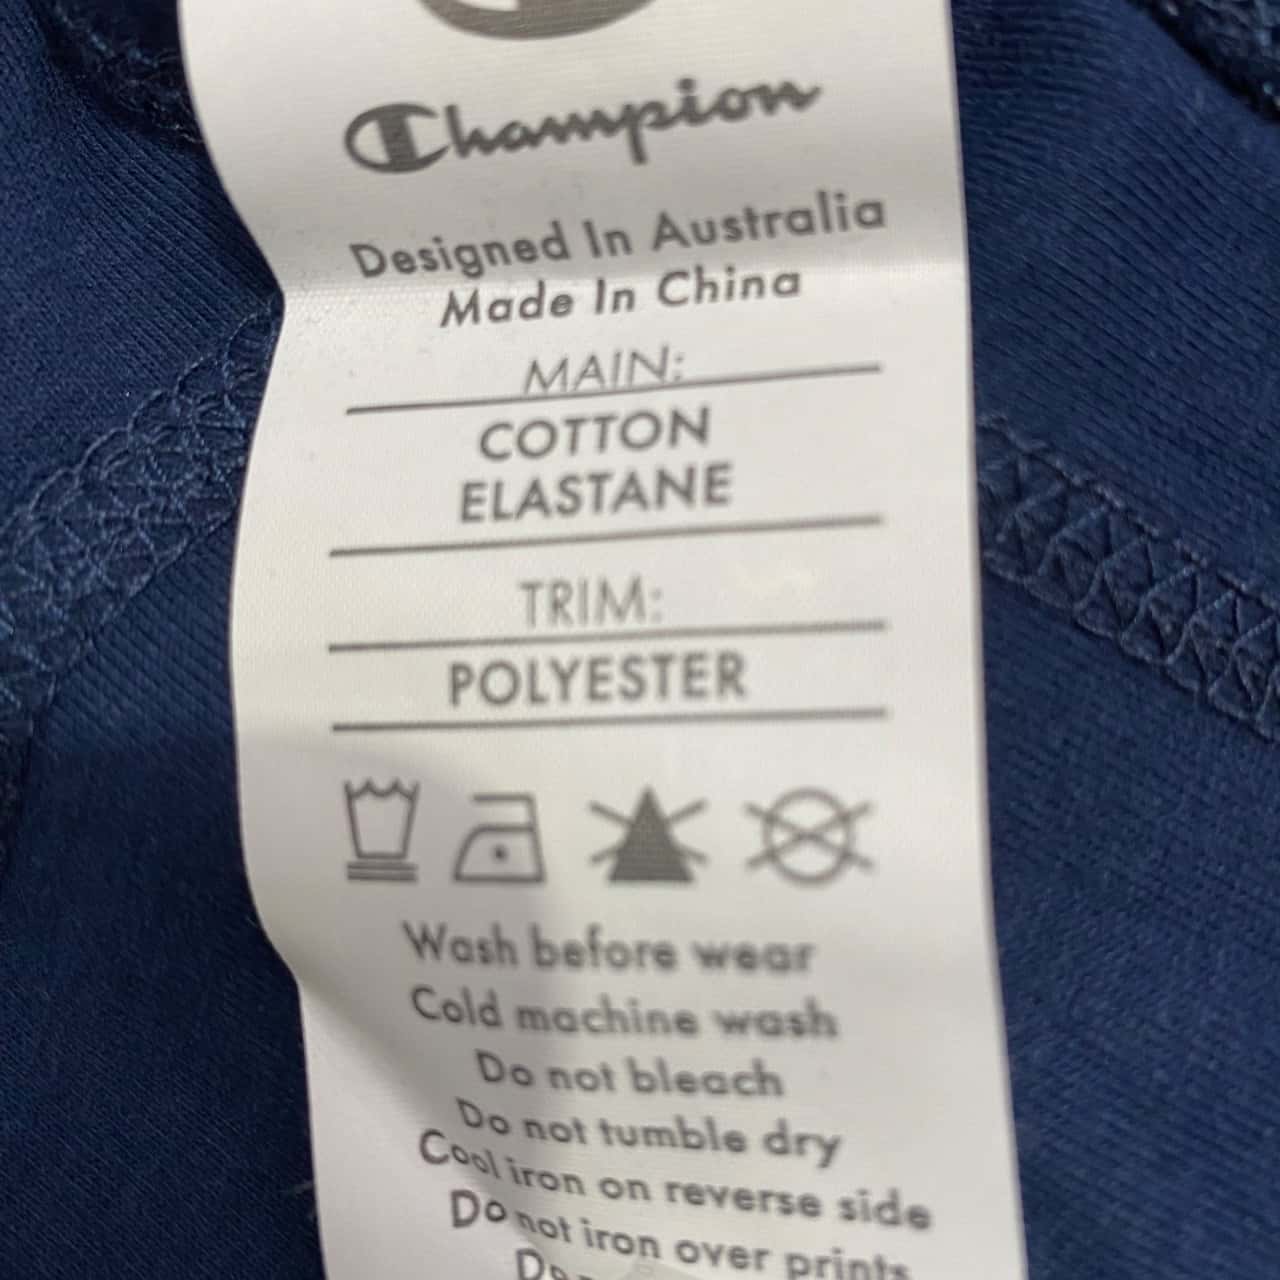 Champion
Designed In Australia
Made In China
MAIN:
COTTON
ELASTANE
TRIM:
POLYESTER
Wash before wear
Cold machine wash
Do not bleach
Do not tumble dry
Cool iron on reverse side
Do not iron over prints
Do